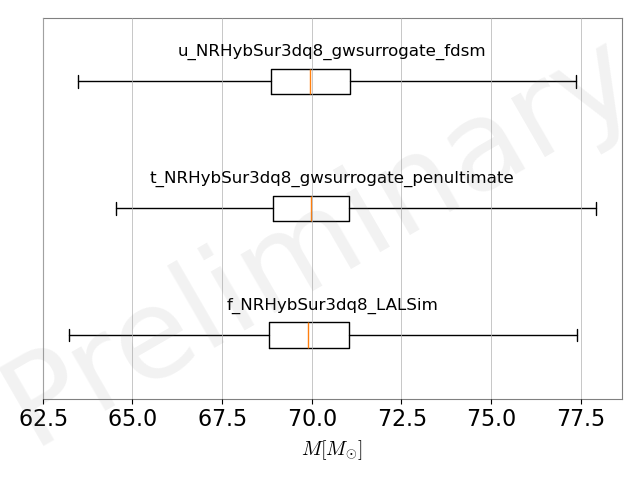 u_NRHybSur3dq8_gwsurrogate_fdsm
t_NRHybSur3dq8_gwsurrogate_penultimate
f_NRHybSur3dq8_LALSim
Preliminary
62.5 65.0 67.5 70.0 72.5 75.0 77.5
M[M⊙]